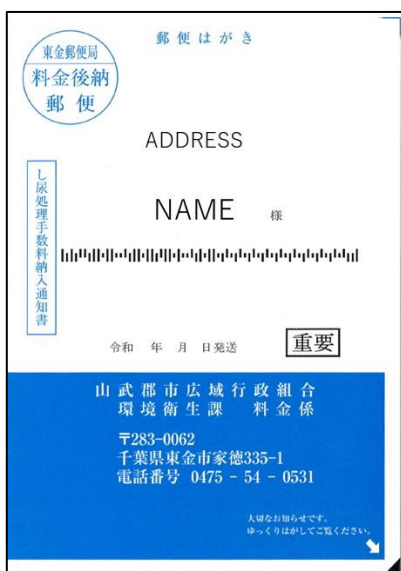 郵便はがき
東金郵便局
料金後納
郵便
ADDRESS
NAME 様
し尿処理手数料納入通知書
令和 年 月 日発送
重要
山武郡市広域行政組合
環境衛生課 料金係
〒283-0062
千葉県東金市家徳335-1
電話番号 0475 - 54 - 0531
大切なお知らせです。
ゆっくりはがしてご覧ください。